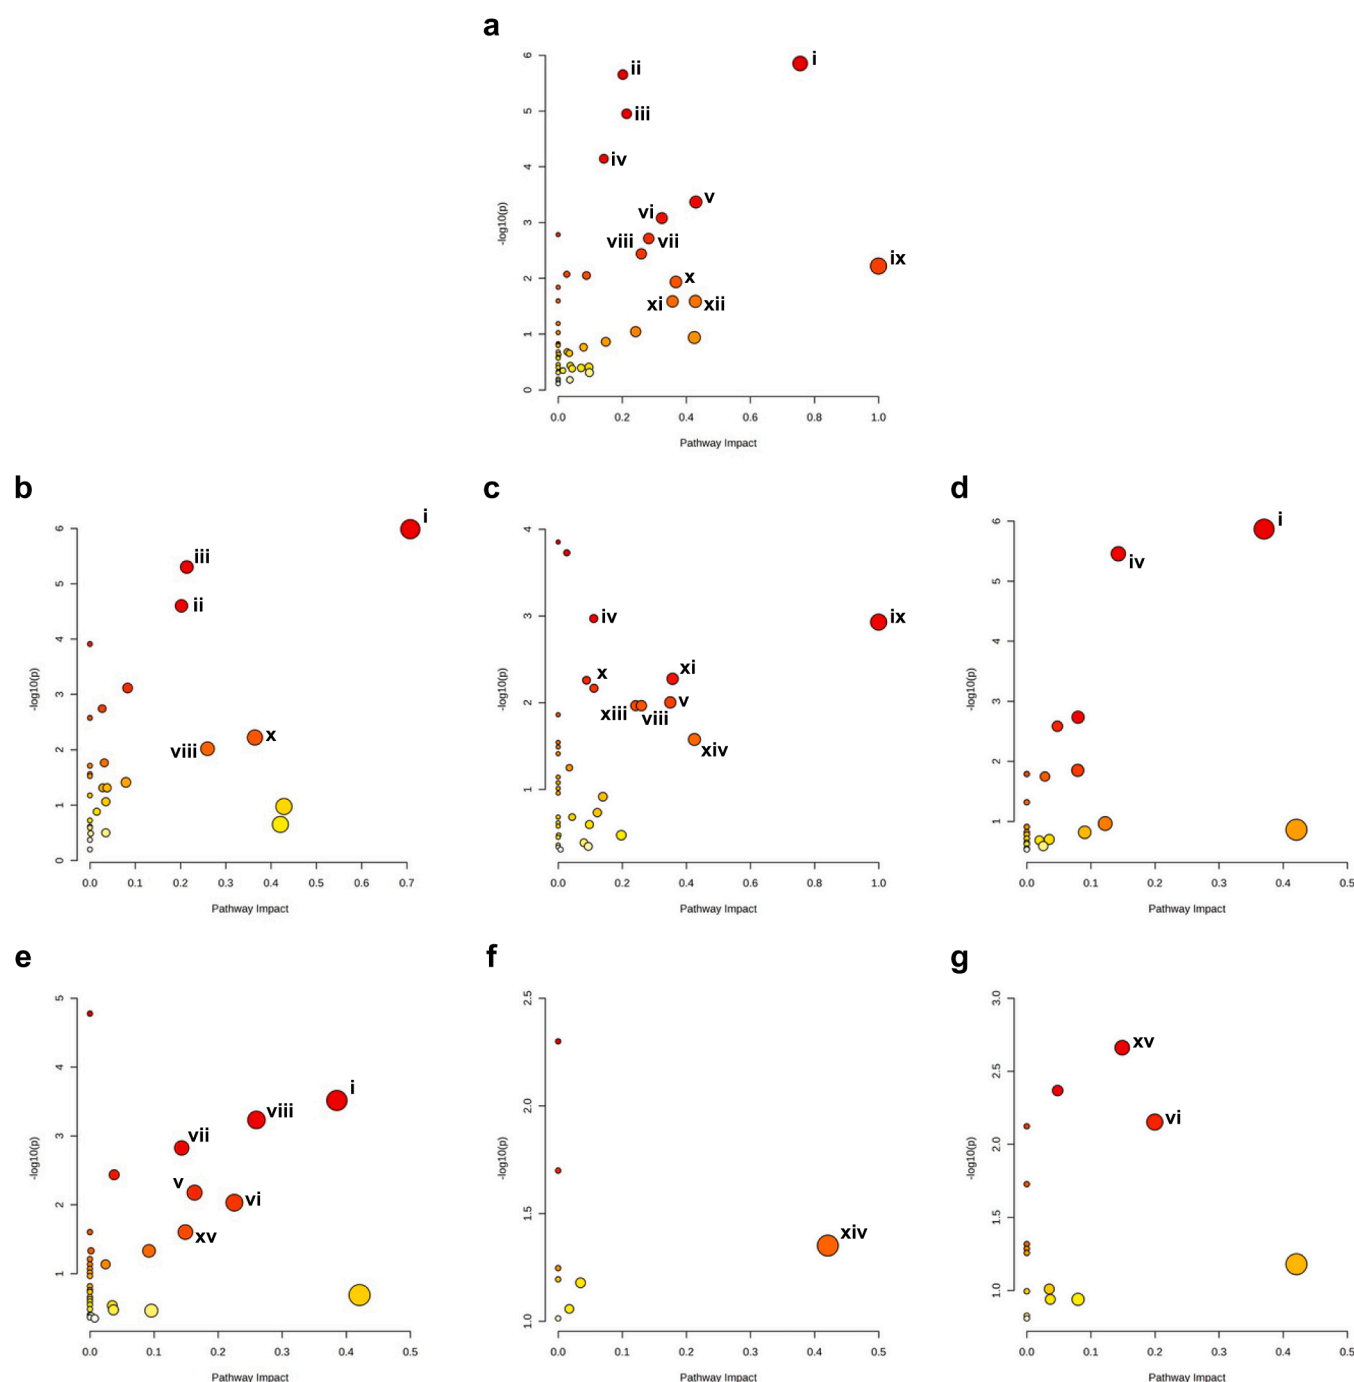 a
6
5
4
3
2
1
0
-log10(p)
i
ii
iii
iv
v
vi
vii
viii
ix
x
xi
xii
0.0 0.2 0.4 0.6 0.8 1.0
Pathway Impact
b
6
5
4
3
2
1
0
-log10(p)
i
iii
ii
x
viii
0.0 0.1 0.2 0.3 0.4 0.5 0.6 0.7
Pathway Impact
c
4
3
2
1
-log10(p)
iv
ix
x
xi
v
xiii
viii
xiv
0.0 0.2 0.4 0.6 0.8 1.0
Pathway Impact
d
6
5
4
3
2
1
-log10(p)
i
iv
0.0 0.1 0.2 0.3 0.4 0.5
Pathway Impact
e
5
4
3
2
1
-log10(p)
i
viii
vii
v
vi
xv
0.0 0.1 0.2 0.3 0.4 0.5
Pathway Impact
f
2.5
2.0
1.5
1.0
-log10(p)
xiv
0.0 0.1 0.2 0.3 0.4 0.5
Pathway Impact
g
3.0
2.5
2.0
1.5
1.0
-log10(p)
xv
vi
0.0 0.1 0.2 0.3 0.4 0.5
Pathway Impact